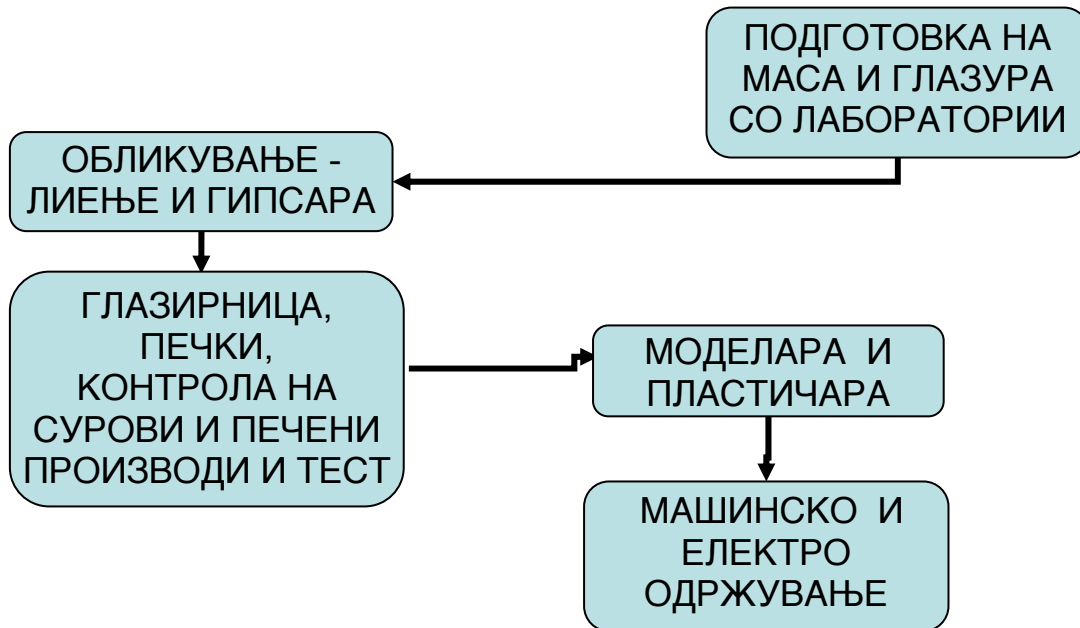 ПОДГОТОВКА НА
МАСА И ГЛАЗУРА
СО ЛАБОРАТОРИИ
ОБЛИКУВАЊЕ -
ЛИЕЊЕ И ГИПСАРА
ГЛАЗИРНИЦА,
ПЕЧКИ,
КОНТРОЛА НА
СУРОВИ И ПЕЧЕНИ
ПРОИЗВОДИ И ТЕСТ
МОДЕЛАРА И
ПЛАСТИЧАРА
МАШИНСКО И
ЕЛЕКТРО
ОДРЖУВАЊЕ